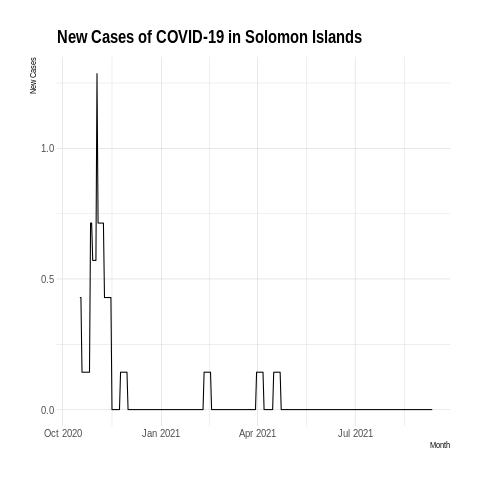 New Cases of COVID-19 in Solomon Islands
New Cases
1.0
0.5
0.0
Oct 2020 Jan 2021 Apr 2021 Jul 2021
Month